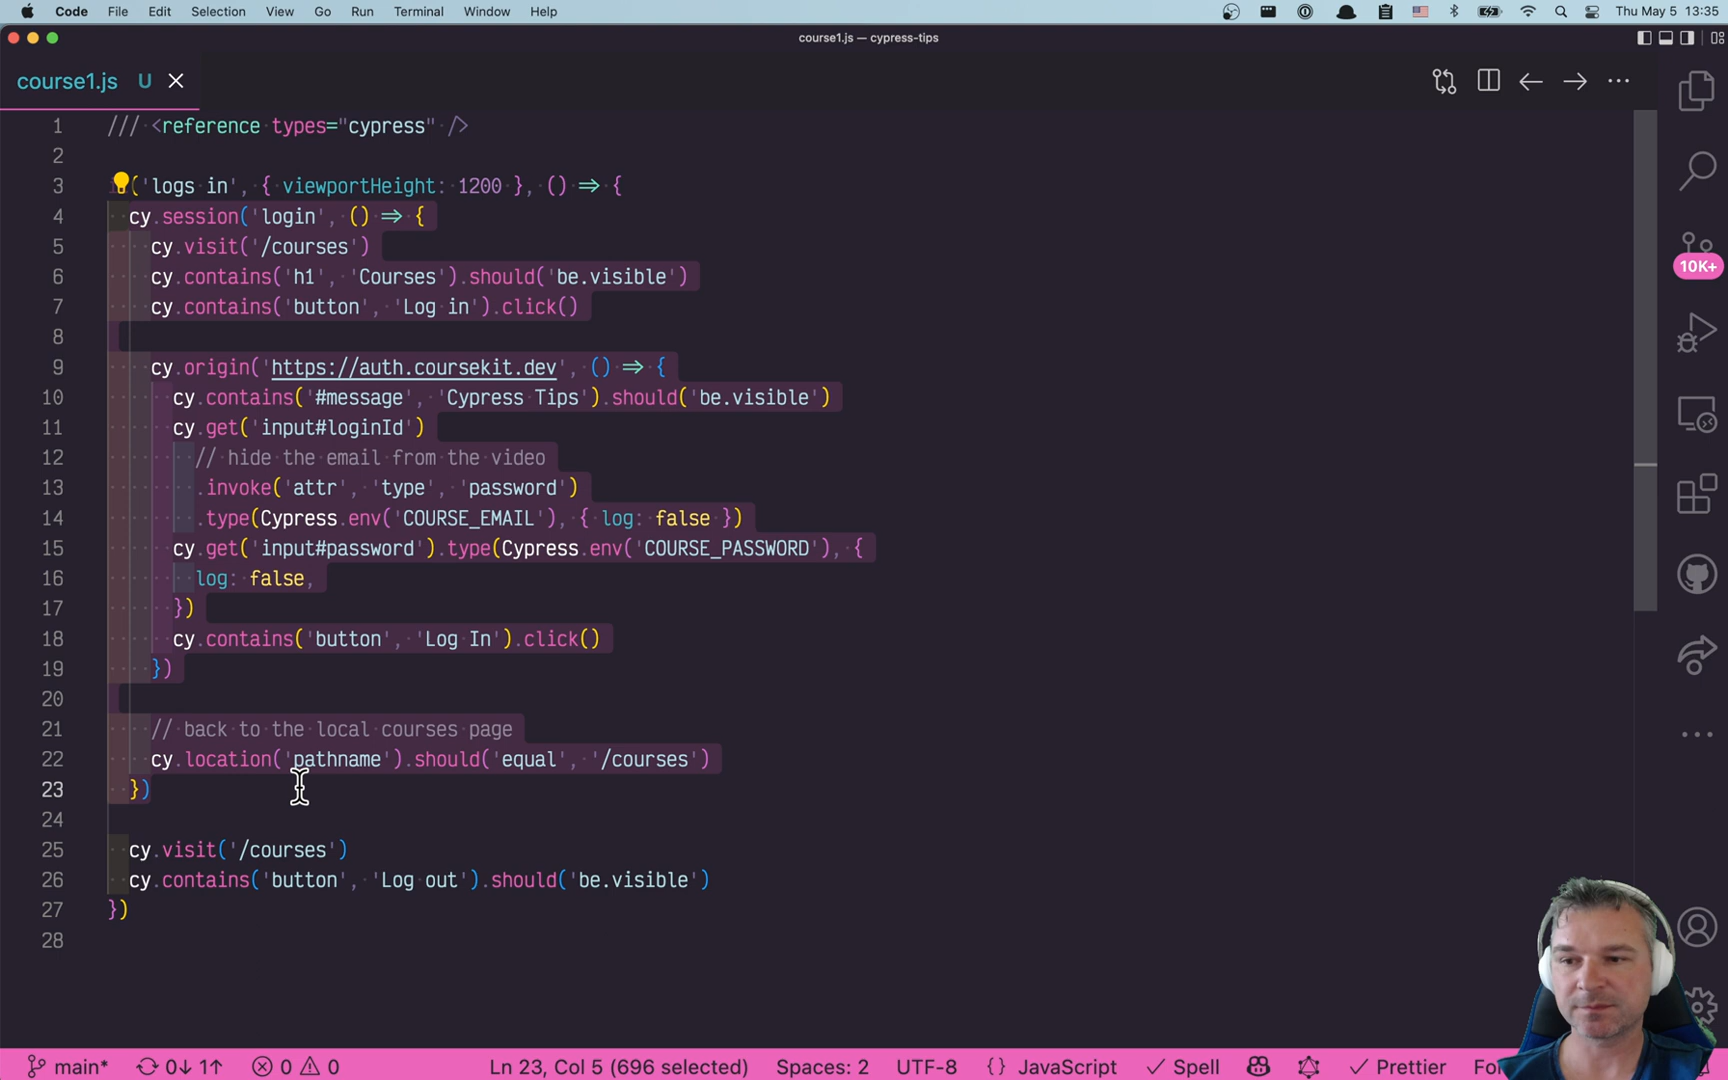 Code File Edit Selection View Go Run Terminal Window Help Thu May 5 13:35
course1.js — cypress-tips
course1.js U
1 /// <reference types="cypress" />
2
3 ('logs in', { viewportHeight: 1200 }, () => {
4 cy.session('login', () => {
5 cy.visit('/courses')
6 cy.contains('h1', 'Courses').should('be.visible')
7 cy.contains('button', 'Log in').click()
8
9 cy.origin('https://auth.coursekit.dev', () => {
10 cy.contains('#message', 'Cypress Tips').should('be.visible')
11 cy.get('input#loginId')
12 // hide the email from the video
13 .invoke('attr', 'type', 'password')
14 .type(Cypress.env('COURSE_EMAIL'), { log: false })
15 cy.get('input#password').type(Cypress.env('COURSE_PASSWORD'), {
16 log: false,
17 })
18 cy.contains('button', 'Log In').click()
19 })
20
21 // back to the local courses page
22 cy.location('pathname').should('equal', '/courses')
23 })
24
25 cy.visit('/courses')
26 cy.contains('button', 'Log out').should('be.visible')
27 })
28
10K+
main* 0↓ 1↑ 0 0 Ln 23, Col 5 (696 selected) Spaces: 2 UTF-8 {} JavaScript ✓ Spell ✓ Prettier